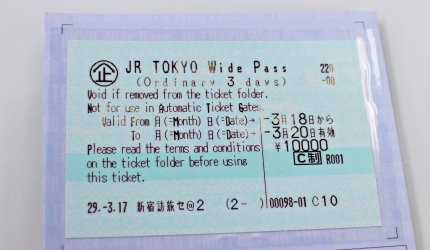 企 JR TOKYO Wide Pass 220
(Ordinary 3 days) -00
Void if removed from the ticket folder.
Not for use in Automatic Ticket Gates.
Valid From 月(=Month) 日(=Date)→ -3月18日から
To 月(=Month) 日(=Date)→ -3月20日有効
Please read the terms and conditions ¥10000
on the ticket folder before using C制 R001
this ticket.
29.-3.17 新宿訪旅セ@2 (2- ) 00098-01 C10